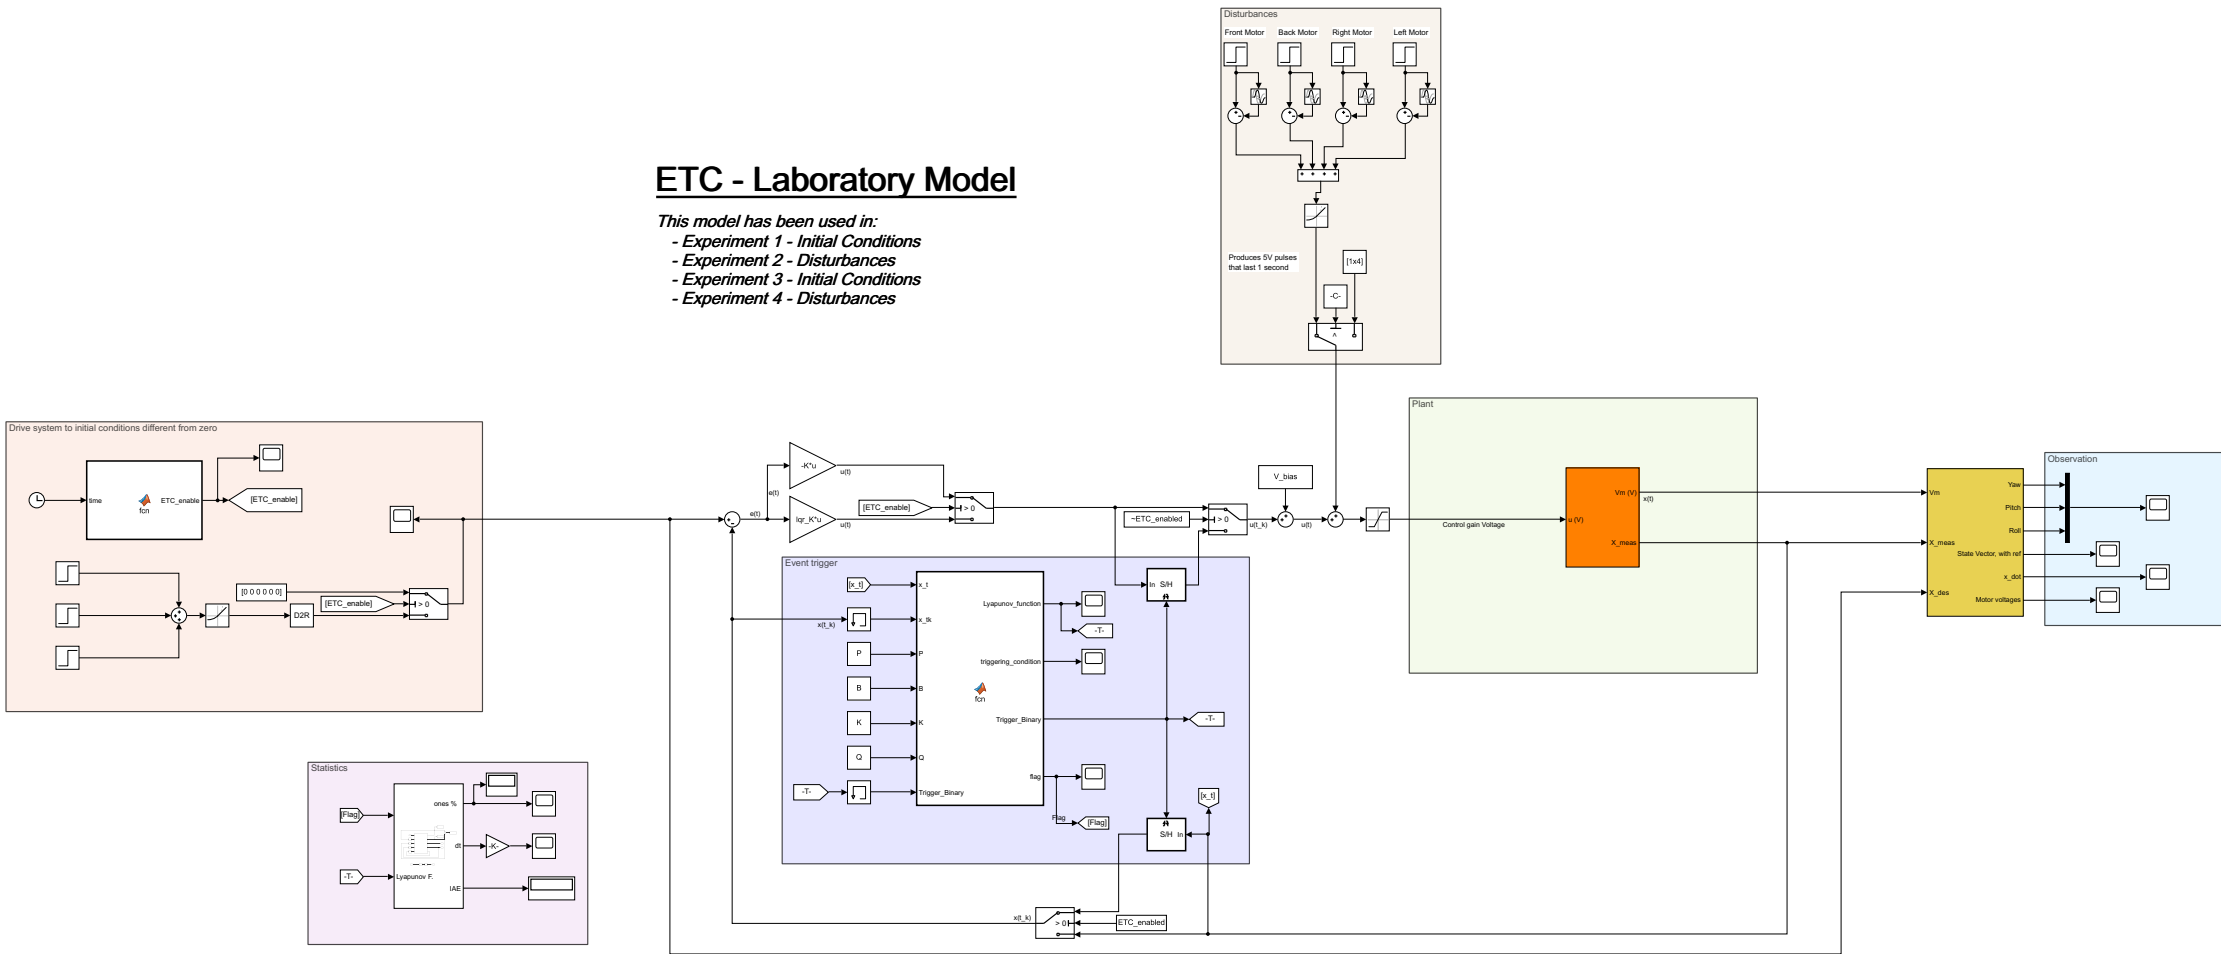 Disturbances
Front Motor
Back Motor
Right Motor
Left Motor
Produces 5V pulses
that last 1 second
[1x4]
-C-
ETC - Laboratory Model
This model has been used in:
- Experiment 1 - Initial Conditions
- Experiment 2 - Disturbances
- Experiment 3 - Initial Conditions
- Experiment 4 - Disturbances
Drive system to initial conditions different from zero
time
fcn
ETC_enable
[ETC_enable]
[0 0 0 0 0 0]
[ETC_enable]
> 0
D2R
e(t)
e(t)
-K*u
u(t)
lqr_K*u
u(t)
[ETC_enable]
> 0
~ETC_enabled
> 0
u(t_k)
V_bias
u(t)
Control gain Voltage
Plant
u (V)
Vm (V)
X_meas
x(t)
Vm
X_meas
X_des
Yaw
Pitch
Roll
State Vector, with ref
x_dot
Motor voltages
Observation
Event trigger
[x_t]
x_t
x(t_k)
x_tk
P
P
B
B
K
K
Q
Q
-T-
Trigger_Binary
fcn
Lyapunov_function
-T-
triggering_condition
Trigger_Binary
-T-
flag
Flag
[Flag]
In
S/H
[x_t]
S/H
In
x(t_k)
> 0
ETC_enabled
Statistics
[Flag]
-T-
Lyapunov F.
ones %
dt
IAE
-K-